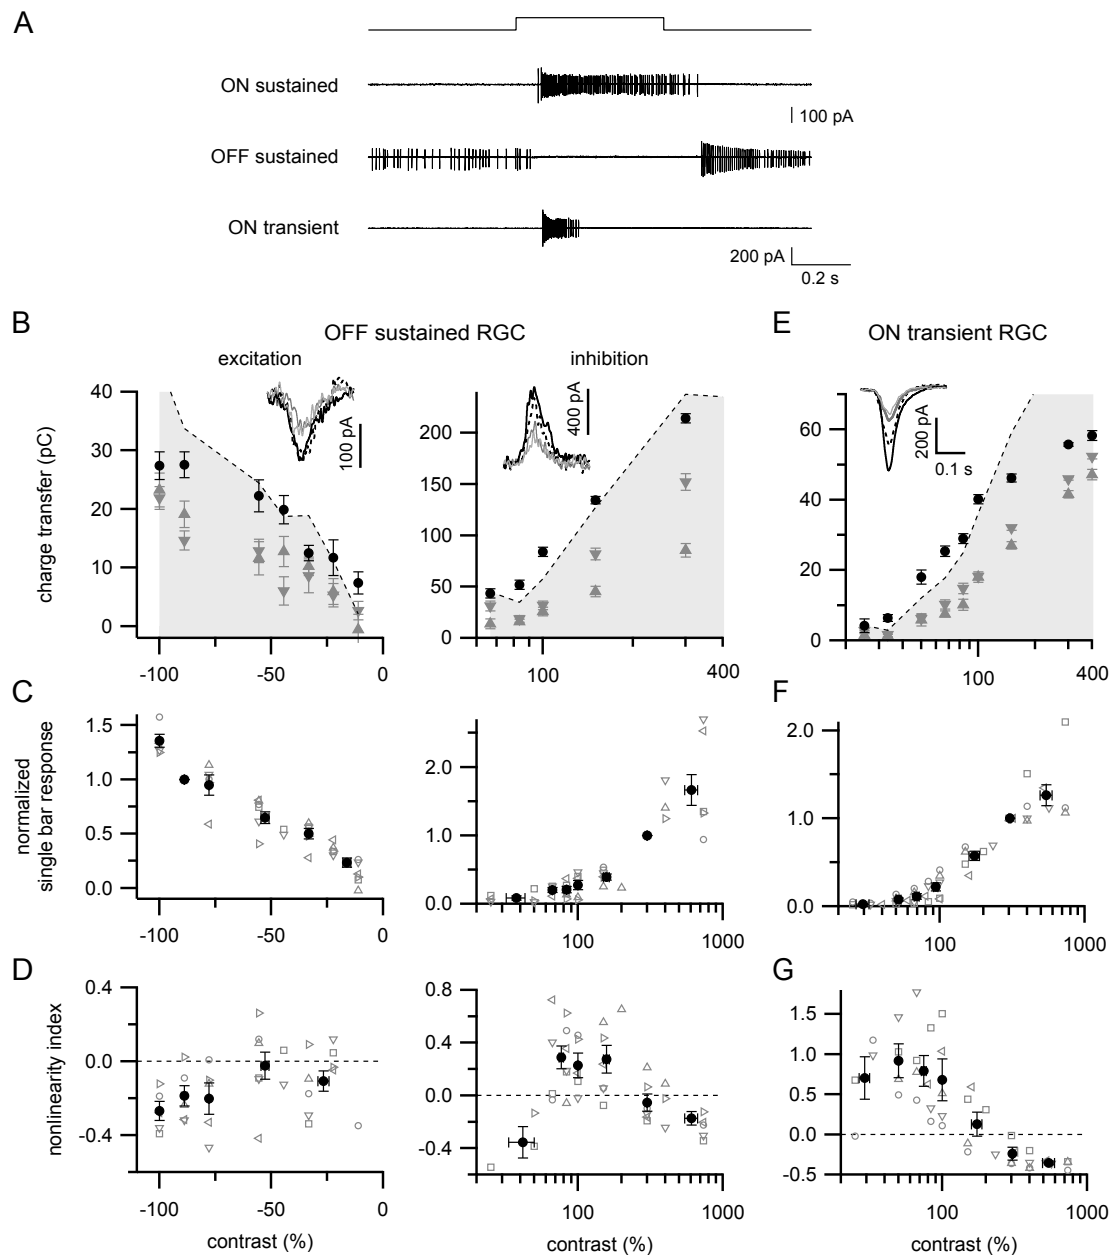 A
ON sustained
100 pA
OFF sustained
ON transient
200 pA
0.2 s
B
OFF sustained RGC
E
ON transient RGC
excitation
inhibition
charge transfer (pC)
40
30
20
10
0
100 pA
-100
-50
0
200
150
100
50
0
400 pA
100
400
60
40
20
0
200 pA
0.1 s
100
400
C
F
normalized
single bar response
1.5
1.0
0.5
0.0
-100
-50
0
2.0
1.0
0.0
100
1000
2.0
1.0
0.0
100
1000
D
G
nonlinearity index
0.4
0.0
-0.4
-100
-50
0
contrast (%)
0.8
0.4
0.0
-0.4
100
1000
contrast (%)
1.5
1.0
0.5
0.0
-0.5
100
1000
contrast (%)